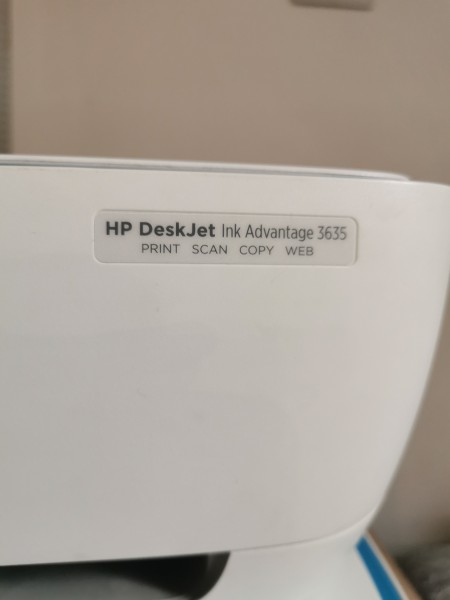 HP DeskJet Ink Advantage 3635
PRINT SCAN COPY WEB